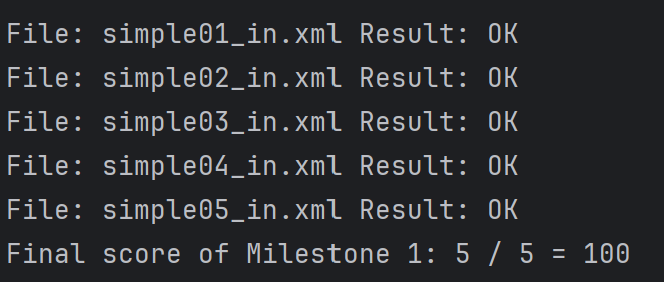 File: simple01_in.xml Result: OK
File: simple02_in.xml Result: OK
File: simple03_in.xml Result: OK
File: simple04_in.xml Result: OK
File: simple05_in.xml Result: OK
Final score of Milestone 1: 5 / 5 = 100